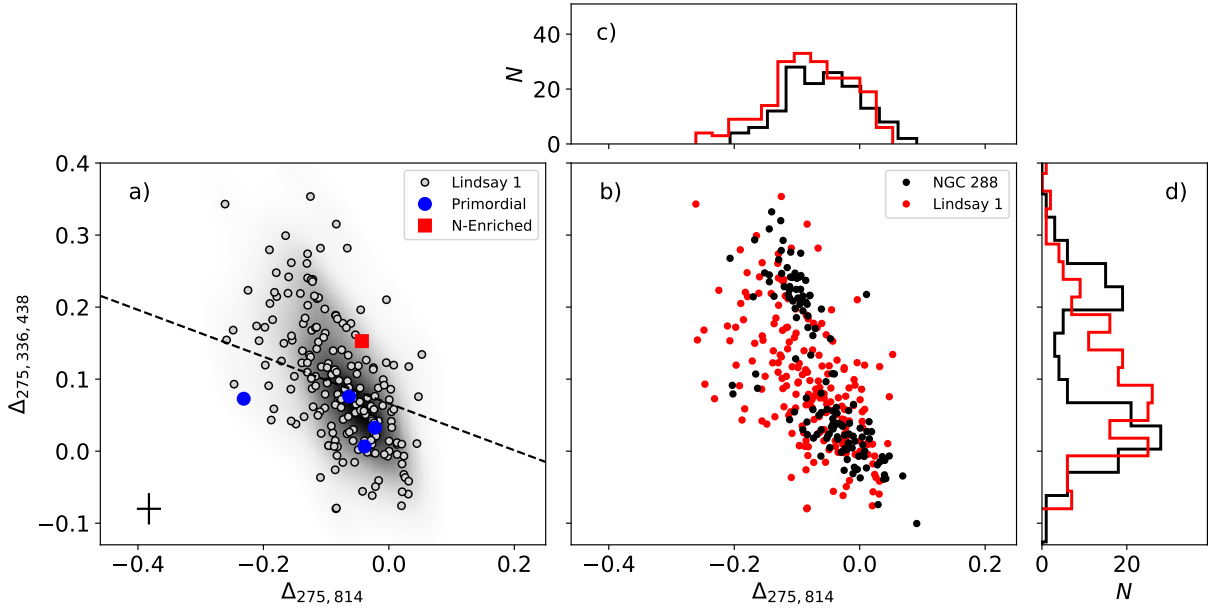 c)
N
40
20
0
a)
Lindsay 1
Primordial
N-Enriched
Δ275, 336, 438
0.4
0.3
0.2
0.1
0.0
−0.1
−0.4 −0.2 0.0 0.2
Δ275, 814
b)
NGC 288
Lindsay 1
−0.4 −0.2 0.0 0.2
Δ275, 814
d)
0 20
N